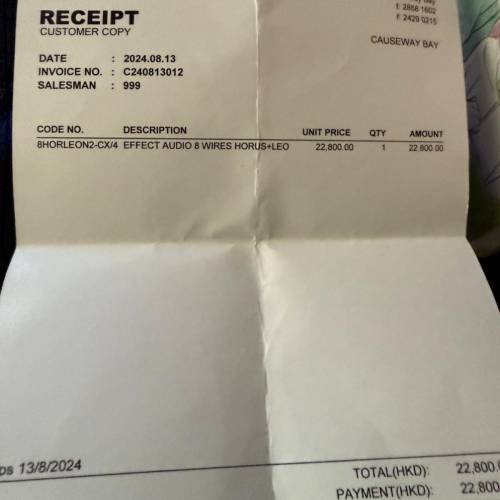 RECEIPT
CUSTOMER COPY
t: 2858 1602
f: 2429 0215
CAUSEWAY BAY
DATE : 2024.08.13
INVOICE NO. : C240813012
SALESMAN : 999
CODE NO. DESCRIPTION UNIT PRICE QTY AMOUNT
8HORLEON2-CX/4 EFFECT AUDIO 8 WIRES HORUS+LEO 22,800.00 1 22,800.00
ps 13/8/2024
TOTAL(HKD): 22,800.0
PAYMENT(HKD): 22,800